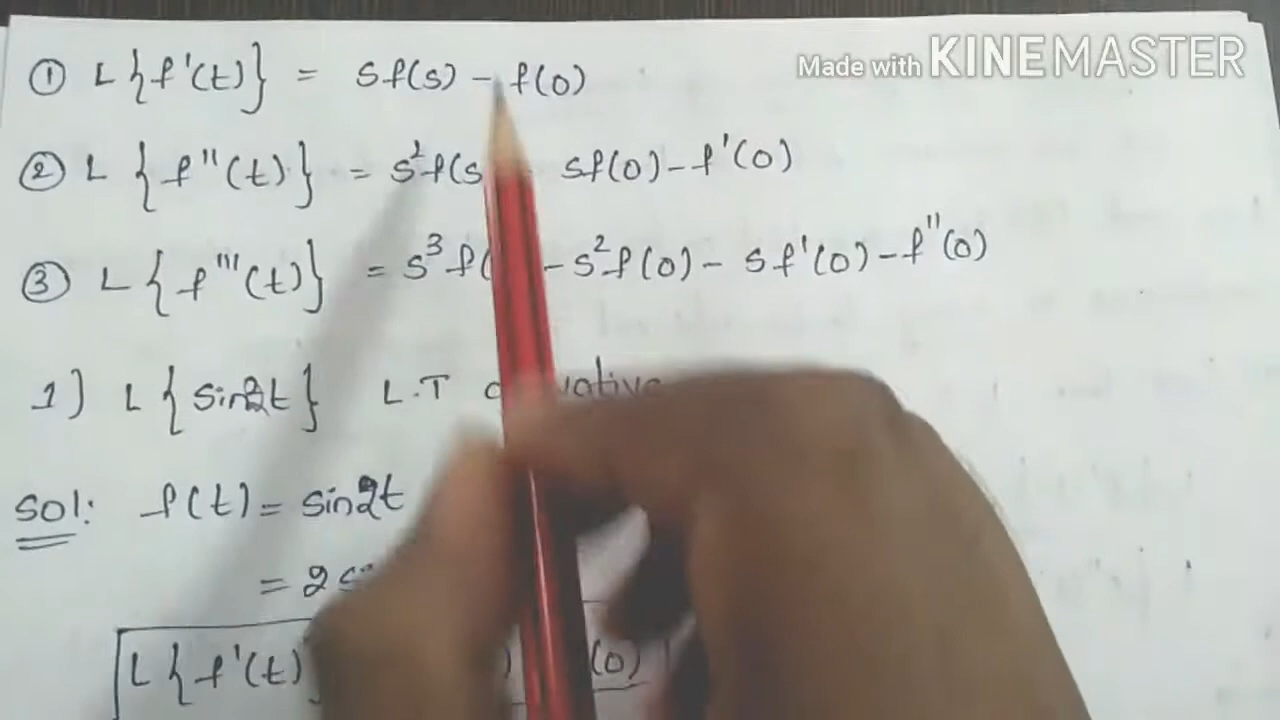 Made with KINEMASTER
① L{f'(t)} = sf(s) - f(0)
② L {f"(t)} = s²f(s sf(0) - f'(0)
③ L{f'''(t)} = s³f( - s²f(0) - sf'(0) - f"(0)
1) L {sin2t} L.T
Sol: f(t) = sin2t
= 2
L{f'(t) ) (0)